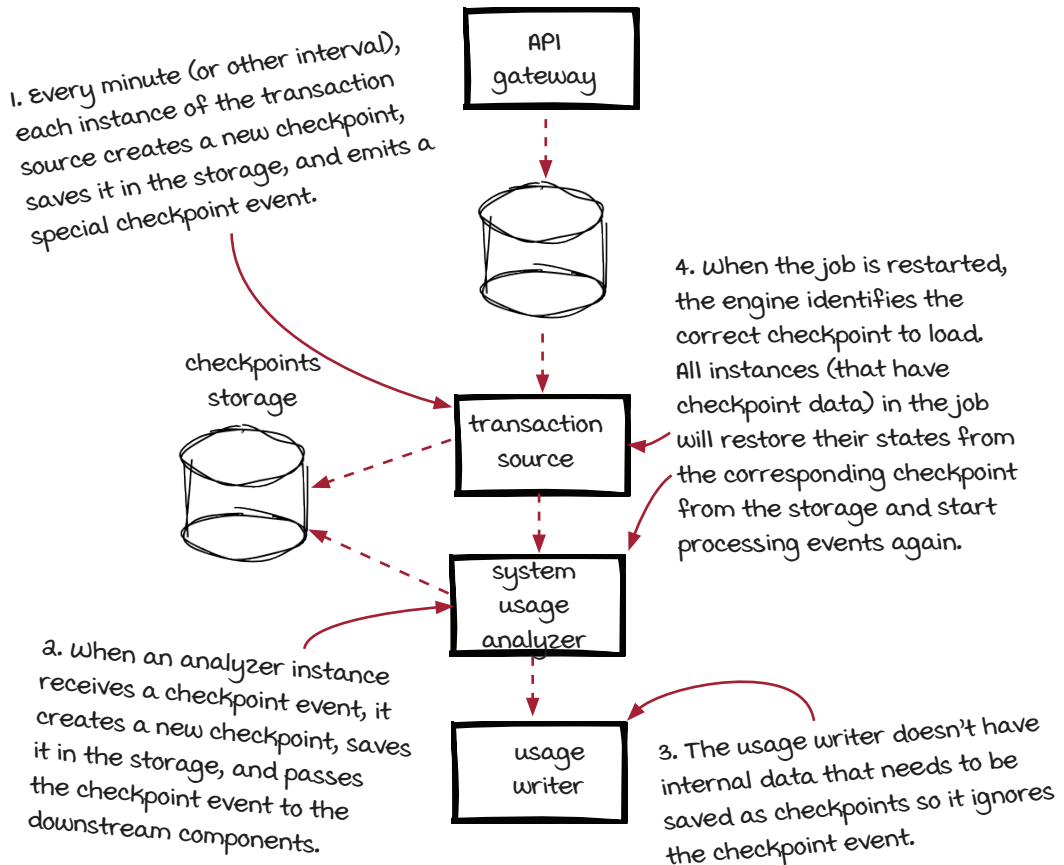 API
gateway
1. Every minute (or other interval),
each instance of the transaction
source creates a new checkpoint,
saves it in the storage, and emits a
special checkpoint event.
4. When the job is restarted,
the engine identifies the
correct checkpoint to load.
All instances (that have
checkpoint data) in the job
will restore their states from
the corresponding checkpoint
from the storage and start
processing events again.
checkpoints
storage
transaction
source
system
usage
analyzer
2. When an analyzer instance
receives a checkpoint event, it
creates a new checkpoint, saves
it in the storage, and passes
the checkpoint event to the
downstream components.
usage
writer
3. The usage writer doesn't have
internal data that needs to be
saved as checkpoints so it ignores
the checkpoint event.